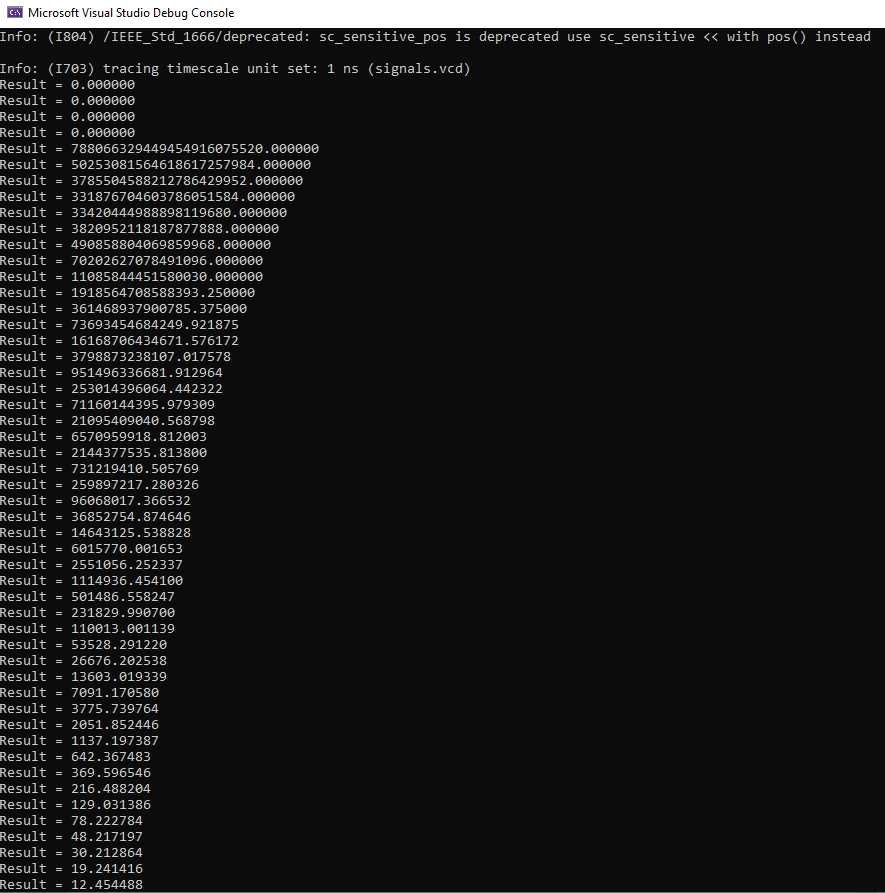 Microsoft Visual Studio Debug Console
Info: (I804) /IEEE_Std_1666/deprecated: sc_sensitive_pos is deprecated use sc_sensitive << with pos() instead
Info: (I703) tracing timescale unit set: 1 ns (signals.vcd)
Result = 0.000000
Result = 0.000000
Result = 0.000000
Result = 0.000000
Result = 788066329449454916075520.000000
Result = 50253081564618617257984.000000
Result = 3785504588212786429952.000000
Result = 331876704603786051584.000000
Result = 33420444988898119680.000000
Result = 3820952118187877888.000000
Result = 490858804069859968.000000
Result = 70202627078491096.000000
Result = 11085844451580030.000000
Result = 1918564708588393.250000
Result = 361468937900785.375000
Result = 73693454684249.921875
Result = 16168706434671.576172
Result = 3798873238107.017578
Result = 951496336681.912964
Result = 253014396064.442322
Result = 71160144395.979309
Result = 21095409040.568798
Result = 6570959918.812003
Result = 2144377535.813800
Result = 731219410.505769
Result = 259897217.280326
Result = 96068017.366532
Result = 36852754.874646
Result = 14643125.538828
Result = 6015770.001653
Result = 2551056.252337
Result = 1114936.454100
Result = 501486.558247
Result = 231829.990700
Result = 110013.001139
Result = 53528.291220
Result = 26676.202538
Result = 13603.019339
Result = 7091.170580
Result = 3775.739764
Result = 2051.852446
Result = 1137.197387
Result = 642.367483
Result = 369.596546
Result = 216.488204
Result = 129.031386
Result = 78.222784
Result = 48.217197
Result = 30.212864
Result = 19.241416
Result = 12.454488